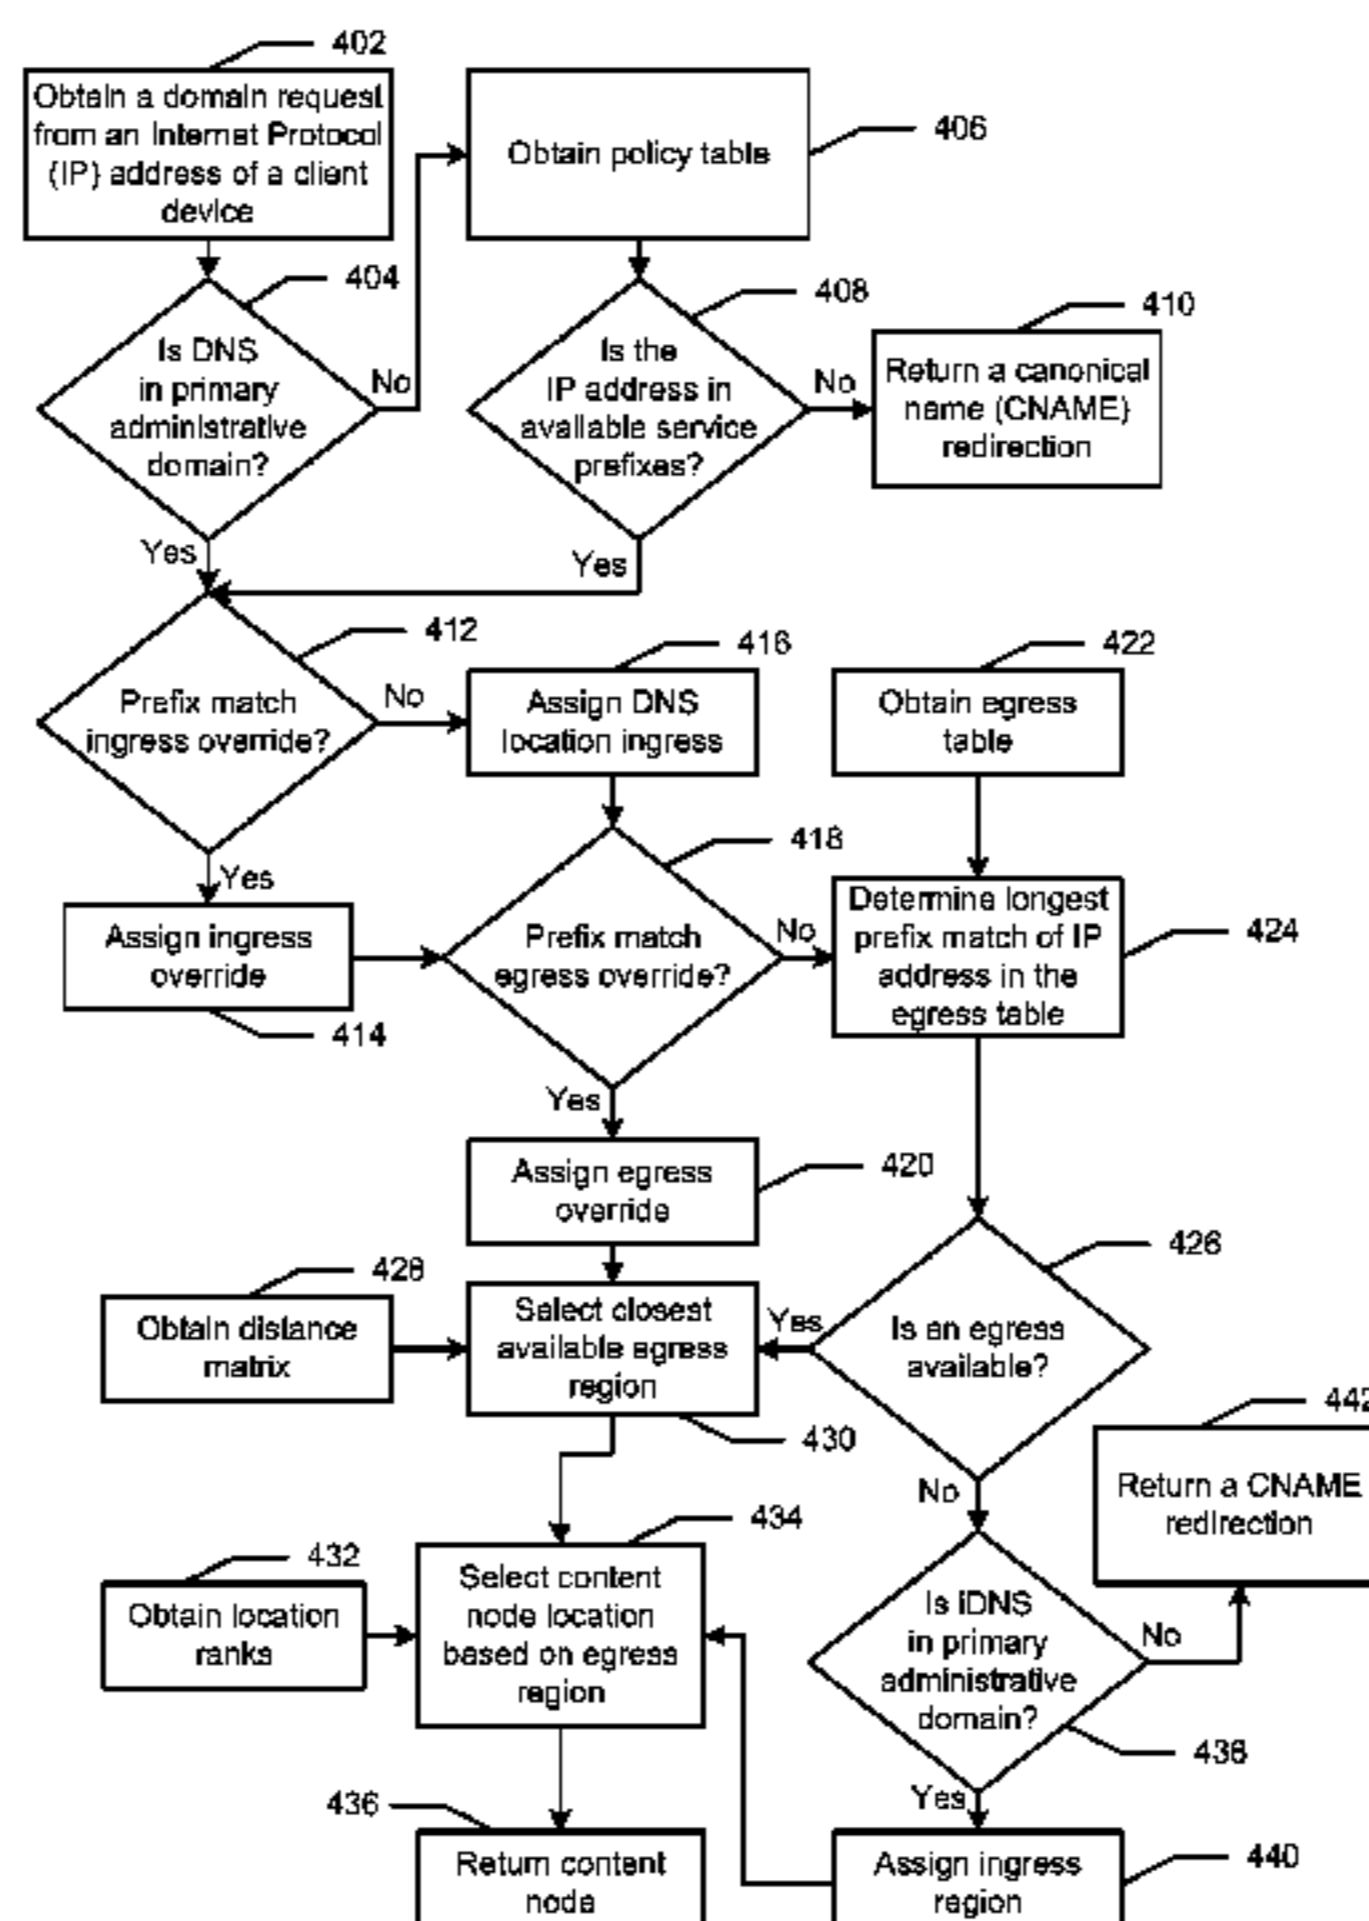 402
Obtain a domain request
from an Internet Protocol
(IP) address of a client
device
Obtain policy table
406
404
Is DNS
in primary
administrative
domain?
No
Yes
408
Is the
IP address in
available service
prefixes?
No
Yes
410
Return a canonical
name (CNAME)
redirection
412
Prefix match
ingress override?
No
Yes
416
Assign DNS
location ingress
422
Obtain egress
table
414
Assign ingress
override
418
Prefix match
egress override?
No
Yes
Determine longest
prefix match of IP
address in the
egress table
424
Assign egress
override
420
426
Is an egress
available?
Yes
No
428
Obtain distance
matrix
Select closest
available egress
region
430
442
Return a CNAME
redirection
432
Obtain location
ranks
434
Select content
node location
based on egress
region
Is iDNS
in primary
administrative
domain?
No
438
Yes
436
Return content
node
Assign ingress
region
440